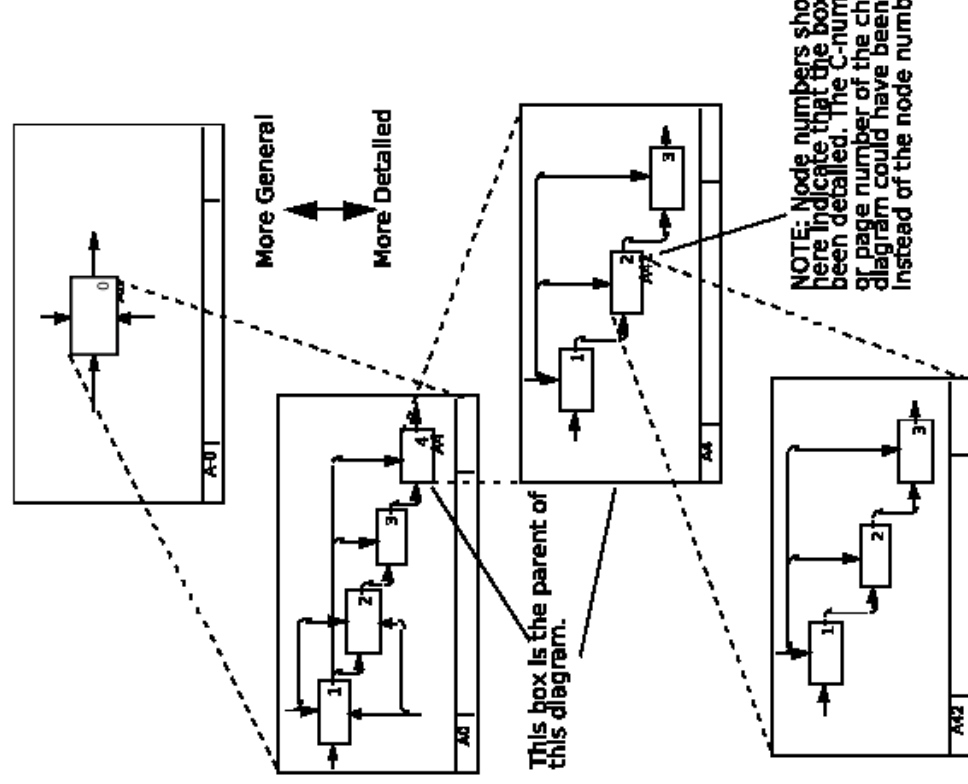 0
A0
A-0
More General
More Detailed
1
2
3
4
A4
A0
This box is the parent of
this diagram.
1
2
A42
3
A4
NOTE: Node numbers sho
here indicate that the box
been detailed. The C-num
or page number of the ch
diagram could have been
instead of the node numb
1
2
3
A42